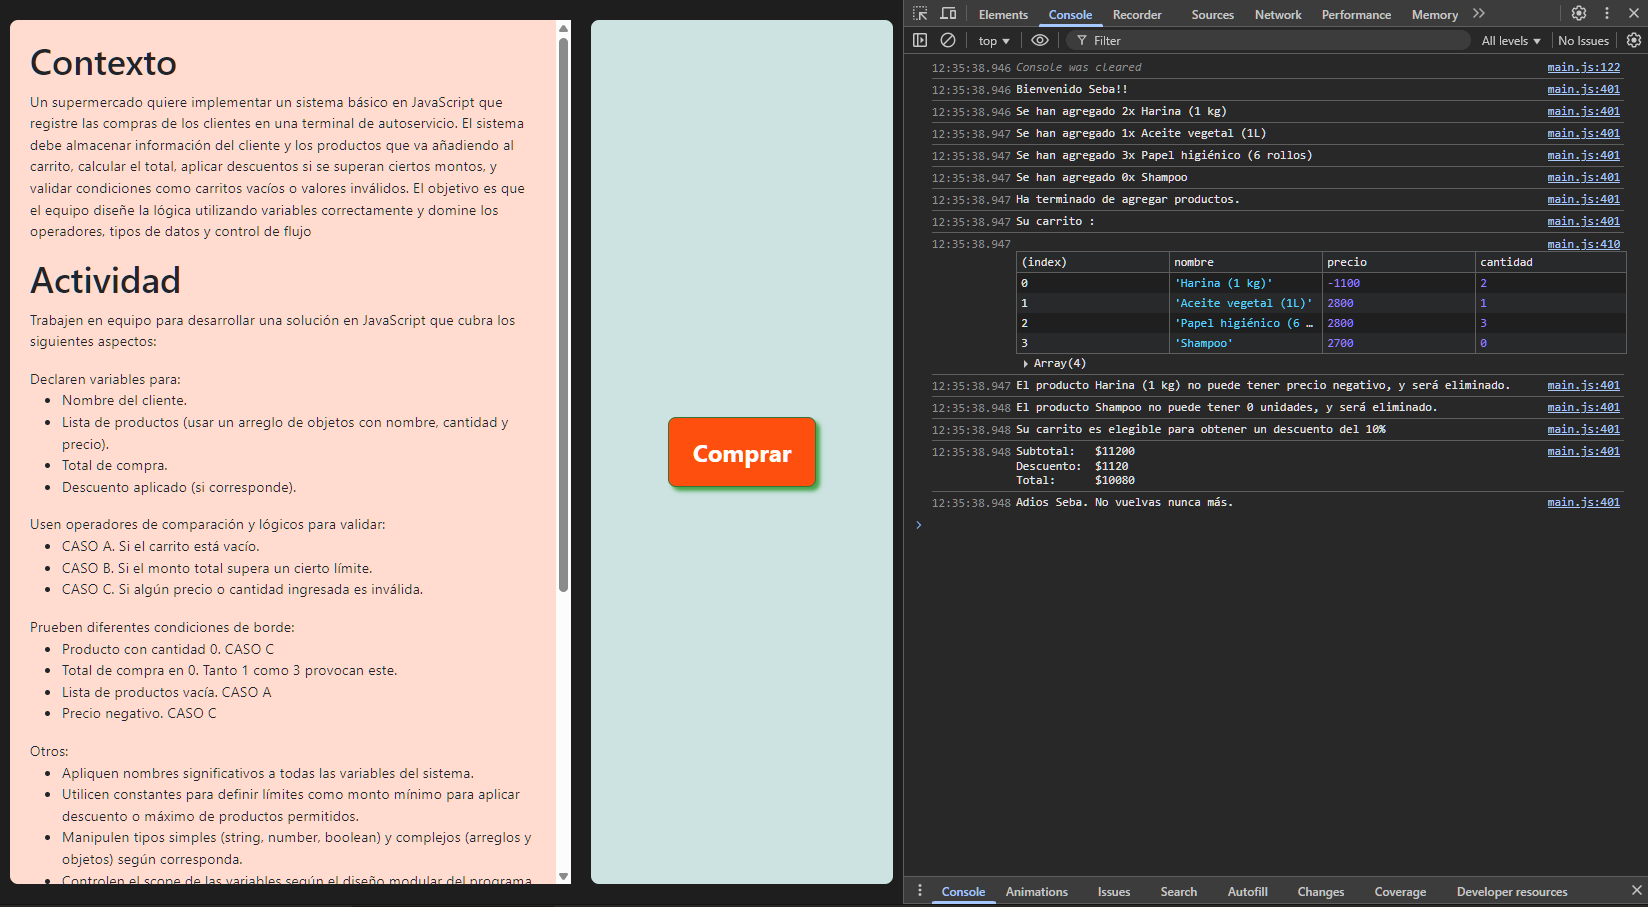 Contexto
Un supermercado quiere implementar un sistema básico en JavaScript que
registre las compras de los clientes en una terminal de autoservicio. El sistema
debe almacenar información del cliente y los productos que va añadiendo al
carrito, calcular el total, aplicar descuentos si se superan ciertos montos, y
validar condiciones como carritos vacíos o valores inválidos. El objetivo es que
el equipo diseñe la lógica utilizando variables correctamente y domine los
operadores, tipos de datos y control de flujo
Actividad
Trabajen en equipo para desarrollar una solución en JavaScript que cubra los
siguientes aspectos:
Declaren variables para:
• Nombre del cliente.
• Lista de productos (usar un arreglo de objetos con nombre, cantidad y
precio).
• Total de compra.
• Descuento aplicado (si corresponde).
Usen operadores de comparación y lógicos para validar:
• CASO A. Si el carrito está vacío.
• CASO B. Si el monto total supera un cierto límite.
• CASO C. Si algún precio o cantidad ingresada es inválida.
Prueben diferentes condiciones de borde:
• Producto con cantidad 0. CASO C
• Total de compra en 0. Tanto 1 como 3 provocan este.
• Lista de productos vacía. CASO A
• Precio negativo. CASO C
Otros:
• Apliquen nombres significativos a todas las variables del sistema.
• Utilicen constantes para definir límites como monto mínimo para aplicar
descuento o máximo de productos permitidos.
• Manipulen tipos simples (string, number, boolean) y complejos (arreglos y
objetos) según corresponda.
• Controlen el scope de las variables según el diseño modular del programa
Comprar
Elements Console Recorder Sources Network Performance Memory
top Filter All levels No Issues
12:35:38.946 Console was cleared main.js:122
12:35:38.946 Bienvenido Seba!! main.js:401
12:35:38.946 Se han agregado 2x Harina (1 kg) main.js:401
12:35:38.947 Se han agregado 1x Aceite vegetal (1L) main.js:401
12:35:38.947 Se han agregado 3x Papel higiénico (6 rollos) main.js:401
12:35:38.947 Se han agregado 0x Shampoo main.js:401
12:35:38.947 Ha terminado de agregar productos. main.js:401
12:35:38.947 Su carrito : main.js:401
12:35:38.947 main.js:410
(index) nombre precio cantidad
0 'Harina (1 kg)' -1100 2
1 'Aceite vegetal (1L)' 2800 1
2 'Papel higiénico (6 … 2800 3
3 'Shampoo' 2700 0
Array(4)
12:35:38.947 El producto Harina (1 kg) no puede tener precio negativo, y será eliminado. main.js:401
12:35:38.948 El producto Shampoo no puede tener 0 unidades, y será eliminado. main.js:401
12:35:38.948 Su carrito es elegible para obtener un descuento del 10% main.js:401
12:35:38.948 Subtotal: $11200 main.js:401
Descuento: $1120
Total: $10080
12:35:38.948 Adios Seba. No vuelvas nunca más. main.js:401
Console Animations Issues Search Autofill Changes Coverage Developer resources